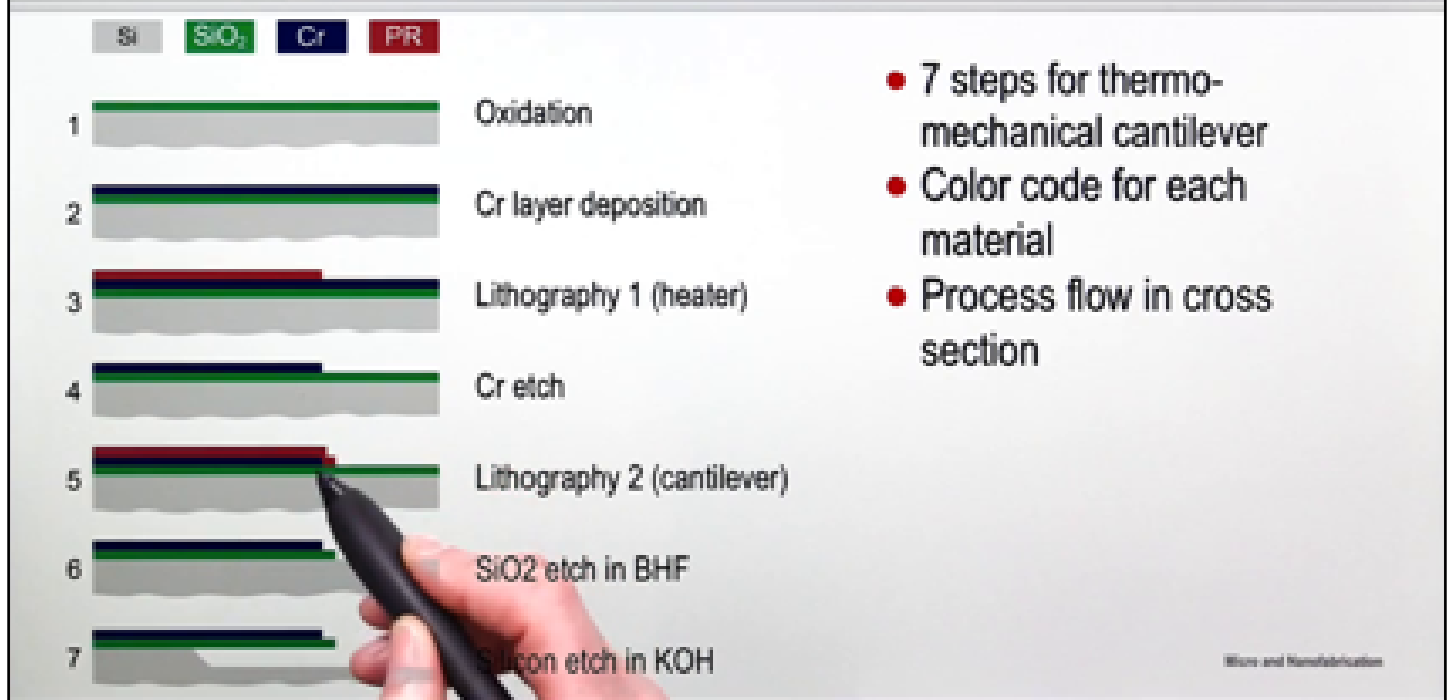 Si SiO₂ Cr PR
1 Oxidation
2 Cr layer deposition
3 Lithography 1 (heater)
4 Cr etch
5 Lithography 2 (cantilever)
6 SiO2 etch in BHF
7 Silicon etch in KOH
• 7 steps for thermo-
mechanical cantilever
• Color code for each
material
• Process flow in cross
section
Micro and Nanofabrication